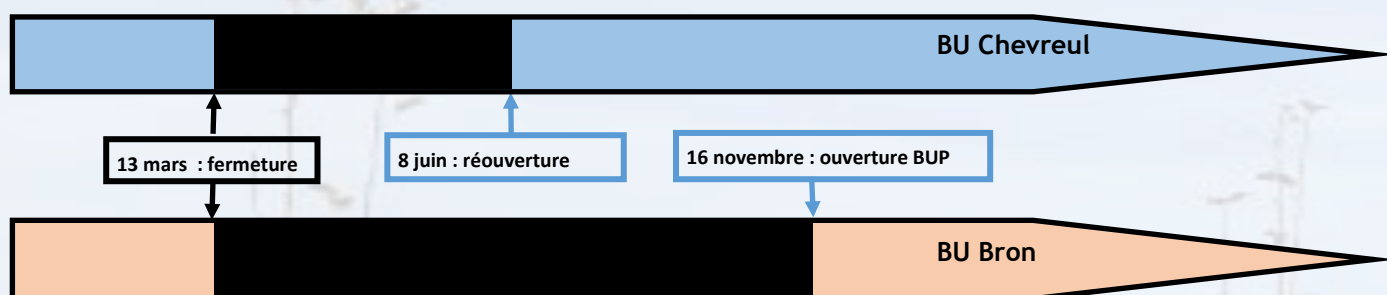 BU Chevreul
13 mars : fermeture
8 juin : réouverture
16 novembre : ouverture BUP
BU Bron